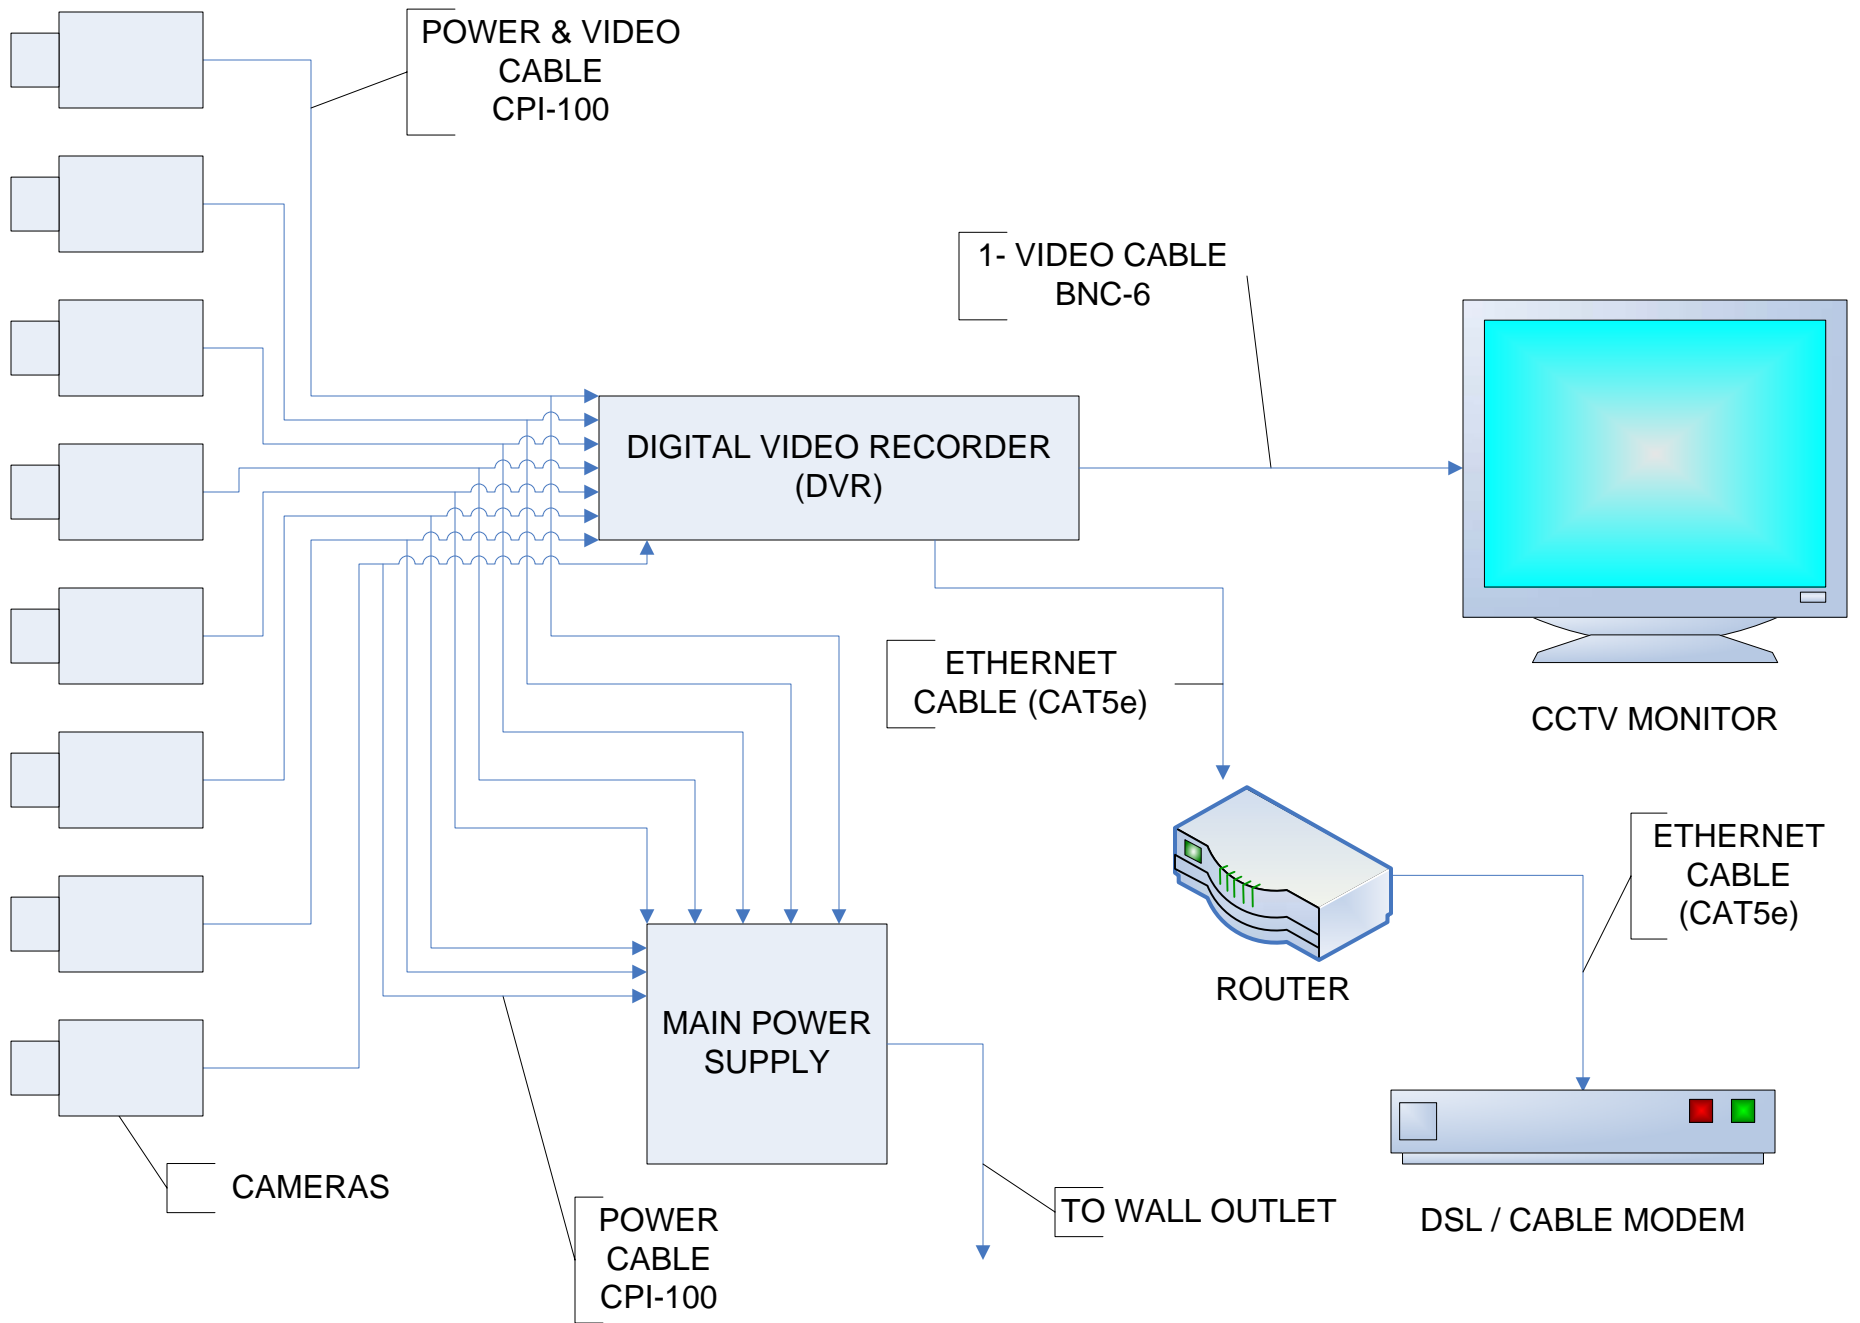 POWER & VIDEO
CABLE
CPI-100
1- VIDEO CABLE
BNC-6
DIGITAL VIDEO RECORDER
(DVR)
ETHERNET
CABLE (CAT5e)
CCTV MONITOR
ETHERNET
CABLE
(CAT5e)
ROUTER
MAIN POWER
SUPPLY
CAMERAS
POWER
CABLE
CPI-100
TO WALL OUTLET
DSL / CABLE MODEM